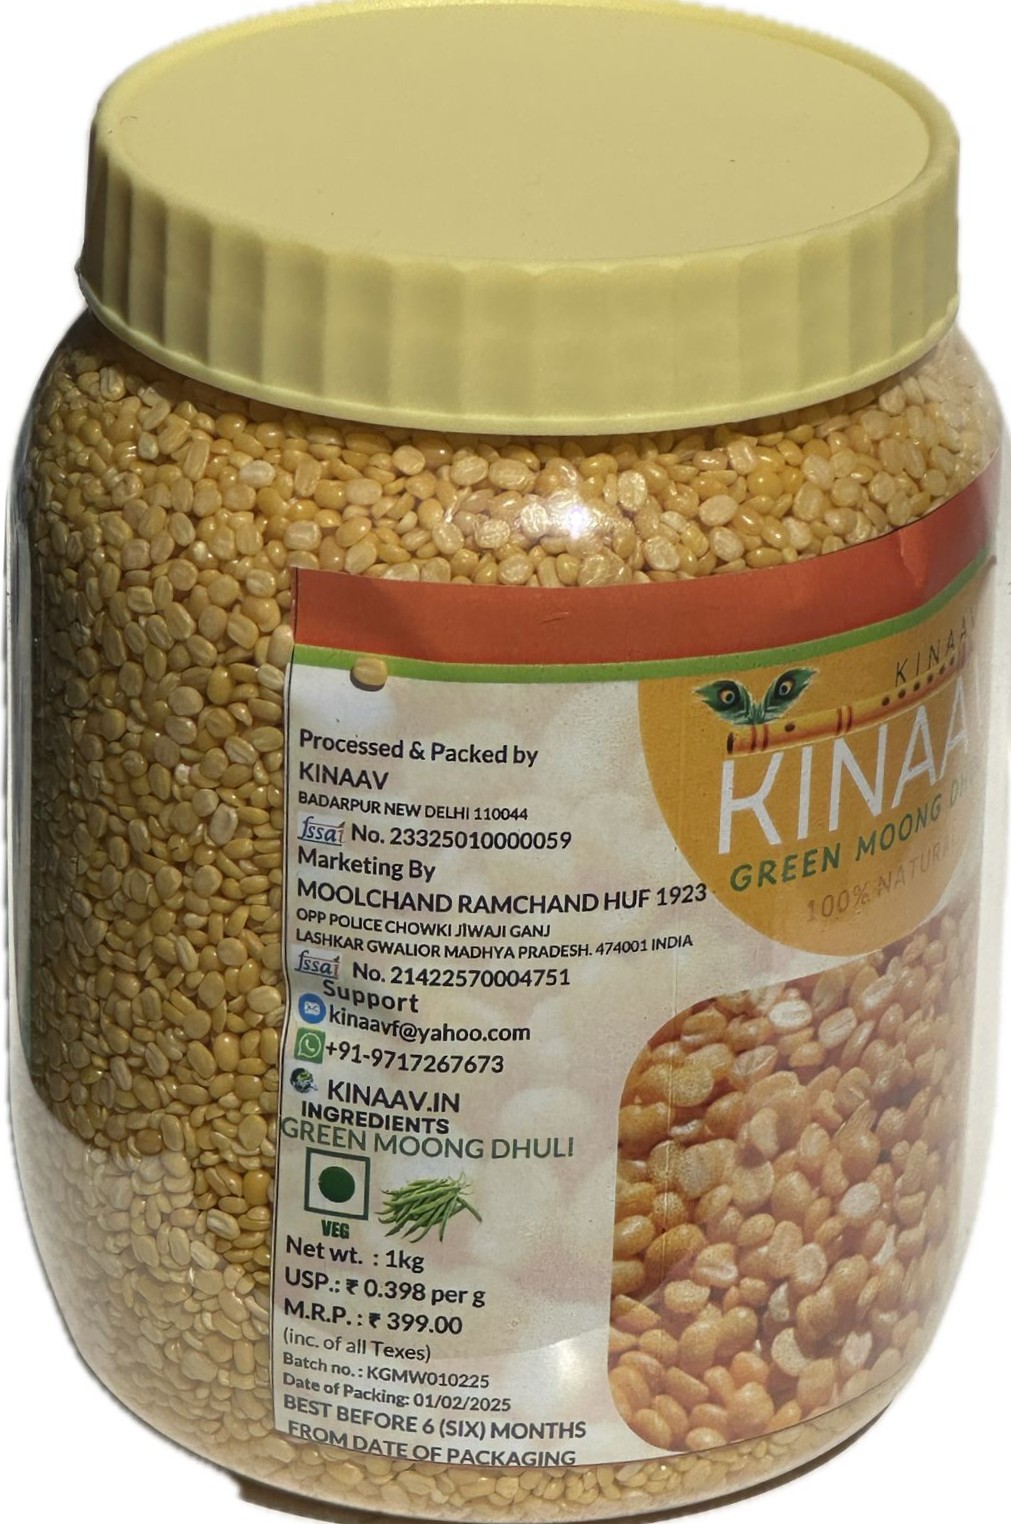 Processed & Packed by
KINAAV
BADARPUR NEW DELHI 110044
fssai No. 23325010000059
Marketing By
MOOLCHAND RAMCHAND HUF 1923
OPP POLICE CHOWKI JIWAJI GANJ
LASHKAR GWALIOR MADHYA PRADESH. 474001 INDIA
fssai No. 21422570004751
Support
kinaavf@yahoo.com
+91-9717267673
KINAAV.IN
INGREDIENTS
GREEN MOONG DHULI
VEG
Net wt. : 1kg
USP.: ₹ 0.398 per g
M.R.P. : ₹ 399.00
(inc. of all Texes)
Batch no. : KGMW010225
Date of Packing: 01/02/2025
BEST BEFORE 6 (SIX) MONTHS
FROM DATE OF PACKAGING
KINAAV
KINAA
GREEN MOONG
100% NATURA